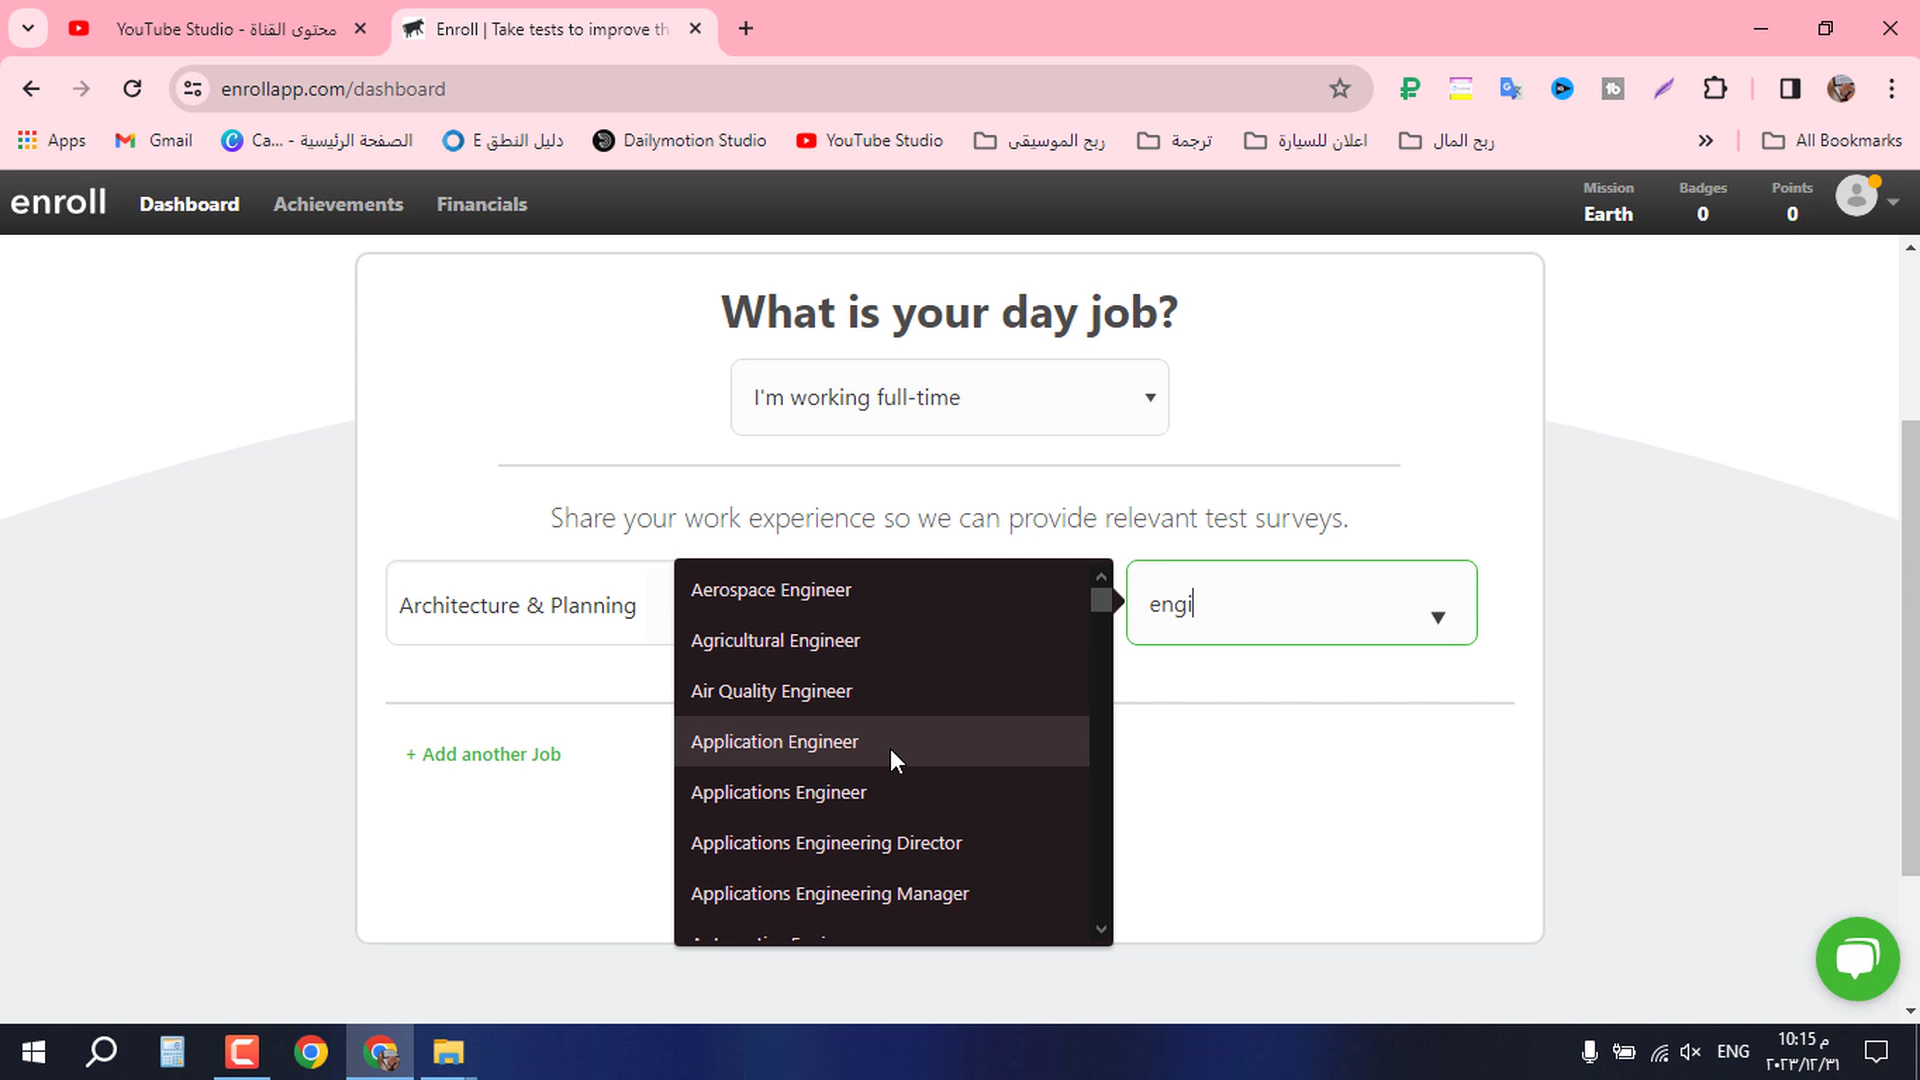 YouTube Studio - محتوى القناة
Enroll | Take tests to improve th
enrollapp.com/dashboard
Apps
Gmail
Ca... - الصفحة الرئيسية
دليل النطق E
Dailymotion Studio
YouTube Studio
ربح الموسيقى
ترجمة
اعلان للسيارة
ربح المال
All Bookmarks
enroll
Dashboard
Achievements
Financials
Mission
Earth
Badges
0
Points
0
What is your day job?
I'm working full-time
Share your work experience so we can provide relevant test surveys.
Architecture & Planning
engi
Aerospace Engineer
Agricultural Engineer
Air Quality Engineer
Application Engineer
Applications Engineer
Applications Engineering Director
Applications Engineering Manager
+ Add another Job
ENG
10:15 م
٢٠٢٣/١٢/٣١